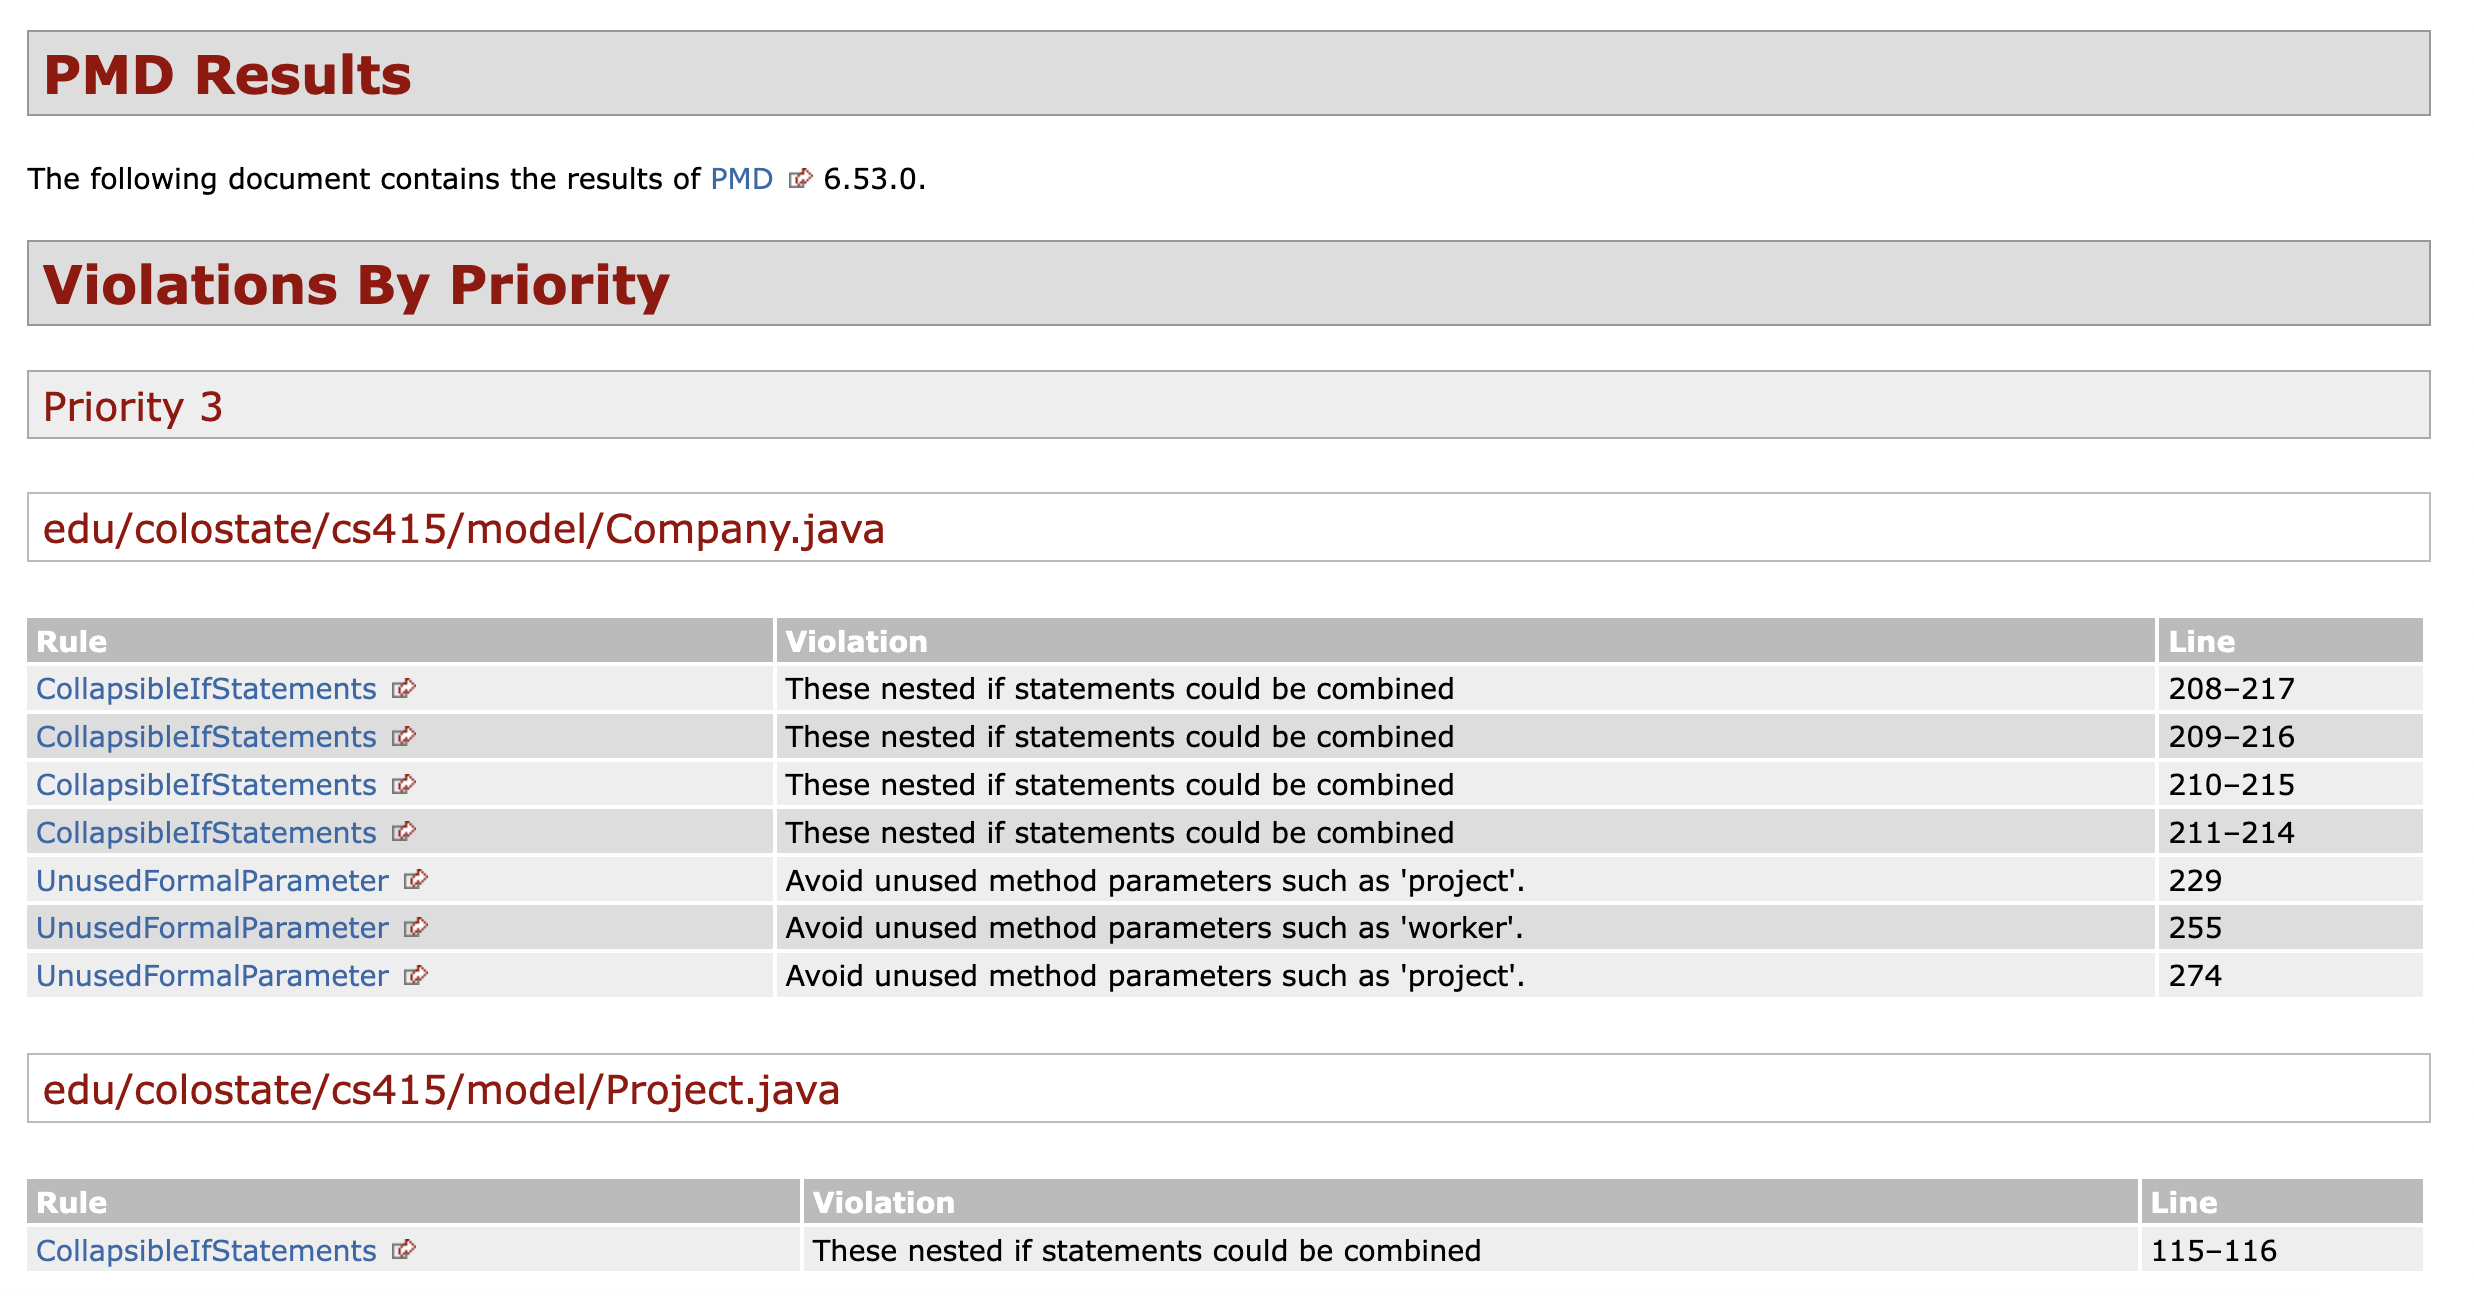 PMD Results
The following document contains the results of PMD 6.53.0.
Violations By Priority
Priority 3
edu/colostate/cs415/model/Company.java
Rule Violation Line
CollapsibleIfStatements These nested if statements could be combined 208–217
CollapsibleIfStatements These nested if statements could be combined 209–216
CollapsibleIfStatements These nested if statements could be combined 210–215
CollapsibleIfStatements These nested if statements could be combined 211–214
UnusedFormalParameter Avoid unused method parameters such as 'project'. 229
UnusedFormalParameter Avoid unused method parameters such as 'worker'. 255
UnusedFormalParameter Avoid unused method parameters such as 'project'. 274
edu/colostate/cs415/model/Project.java
Rule Violation Line
CollapsibleIfStatements These nested if statements could be combined 115–116